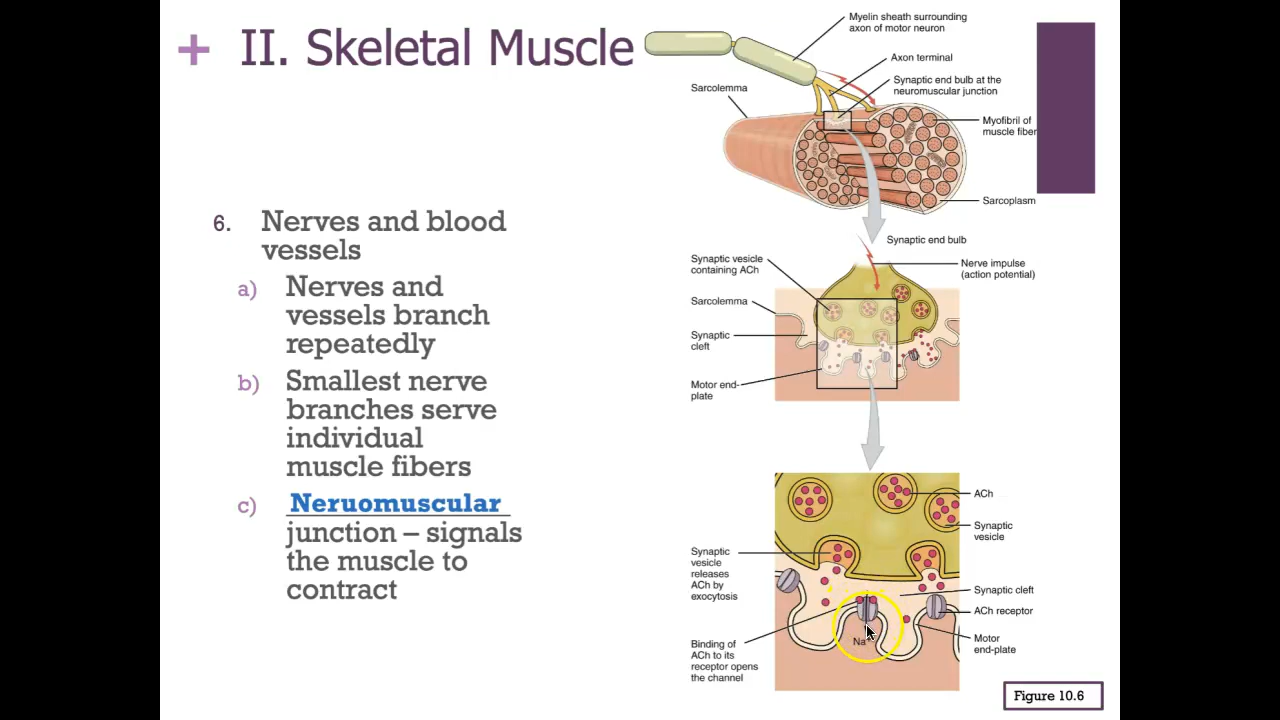 + II. Skeletal Muscle
6. Nerves and blood
vessels
a) Nerves and
vessels branch
repeatedly
b) Smallest nerve
branches serve
individual
muscle fibers
c) Neruomuscular
junction – signals
the muscle to
contract
Myelin sheath surrounding
axon of motor neuron
Axon terminal
Synaptic end bulb at the
neuromuscular junction
Sarcolemma
Myofibril of
muscle fiber
Sarcoplasm
Synaptic end bulb
Synaptic vesicle
containing ACh
Nerve impulse
(action potential)
Sarcolemma
Synaptic
cleft
Motor end-
plate
ACh
Synaptic
vesicle
Synaptic
vesicle
releases
ACh by
exocytosis
Synaptic cleft
ACh receptor
Motor
end-plate
Na+
Binding of
ACh to its
receptor opens
the channel
Figure 10.6